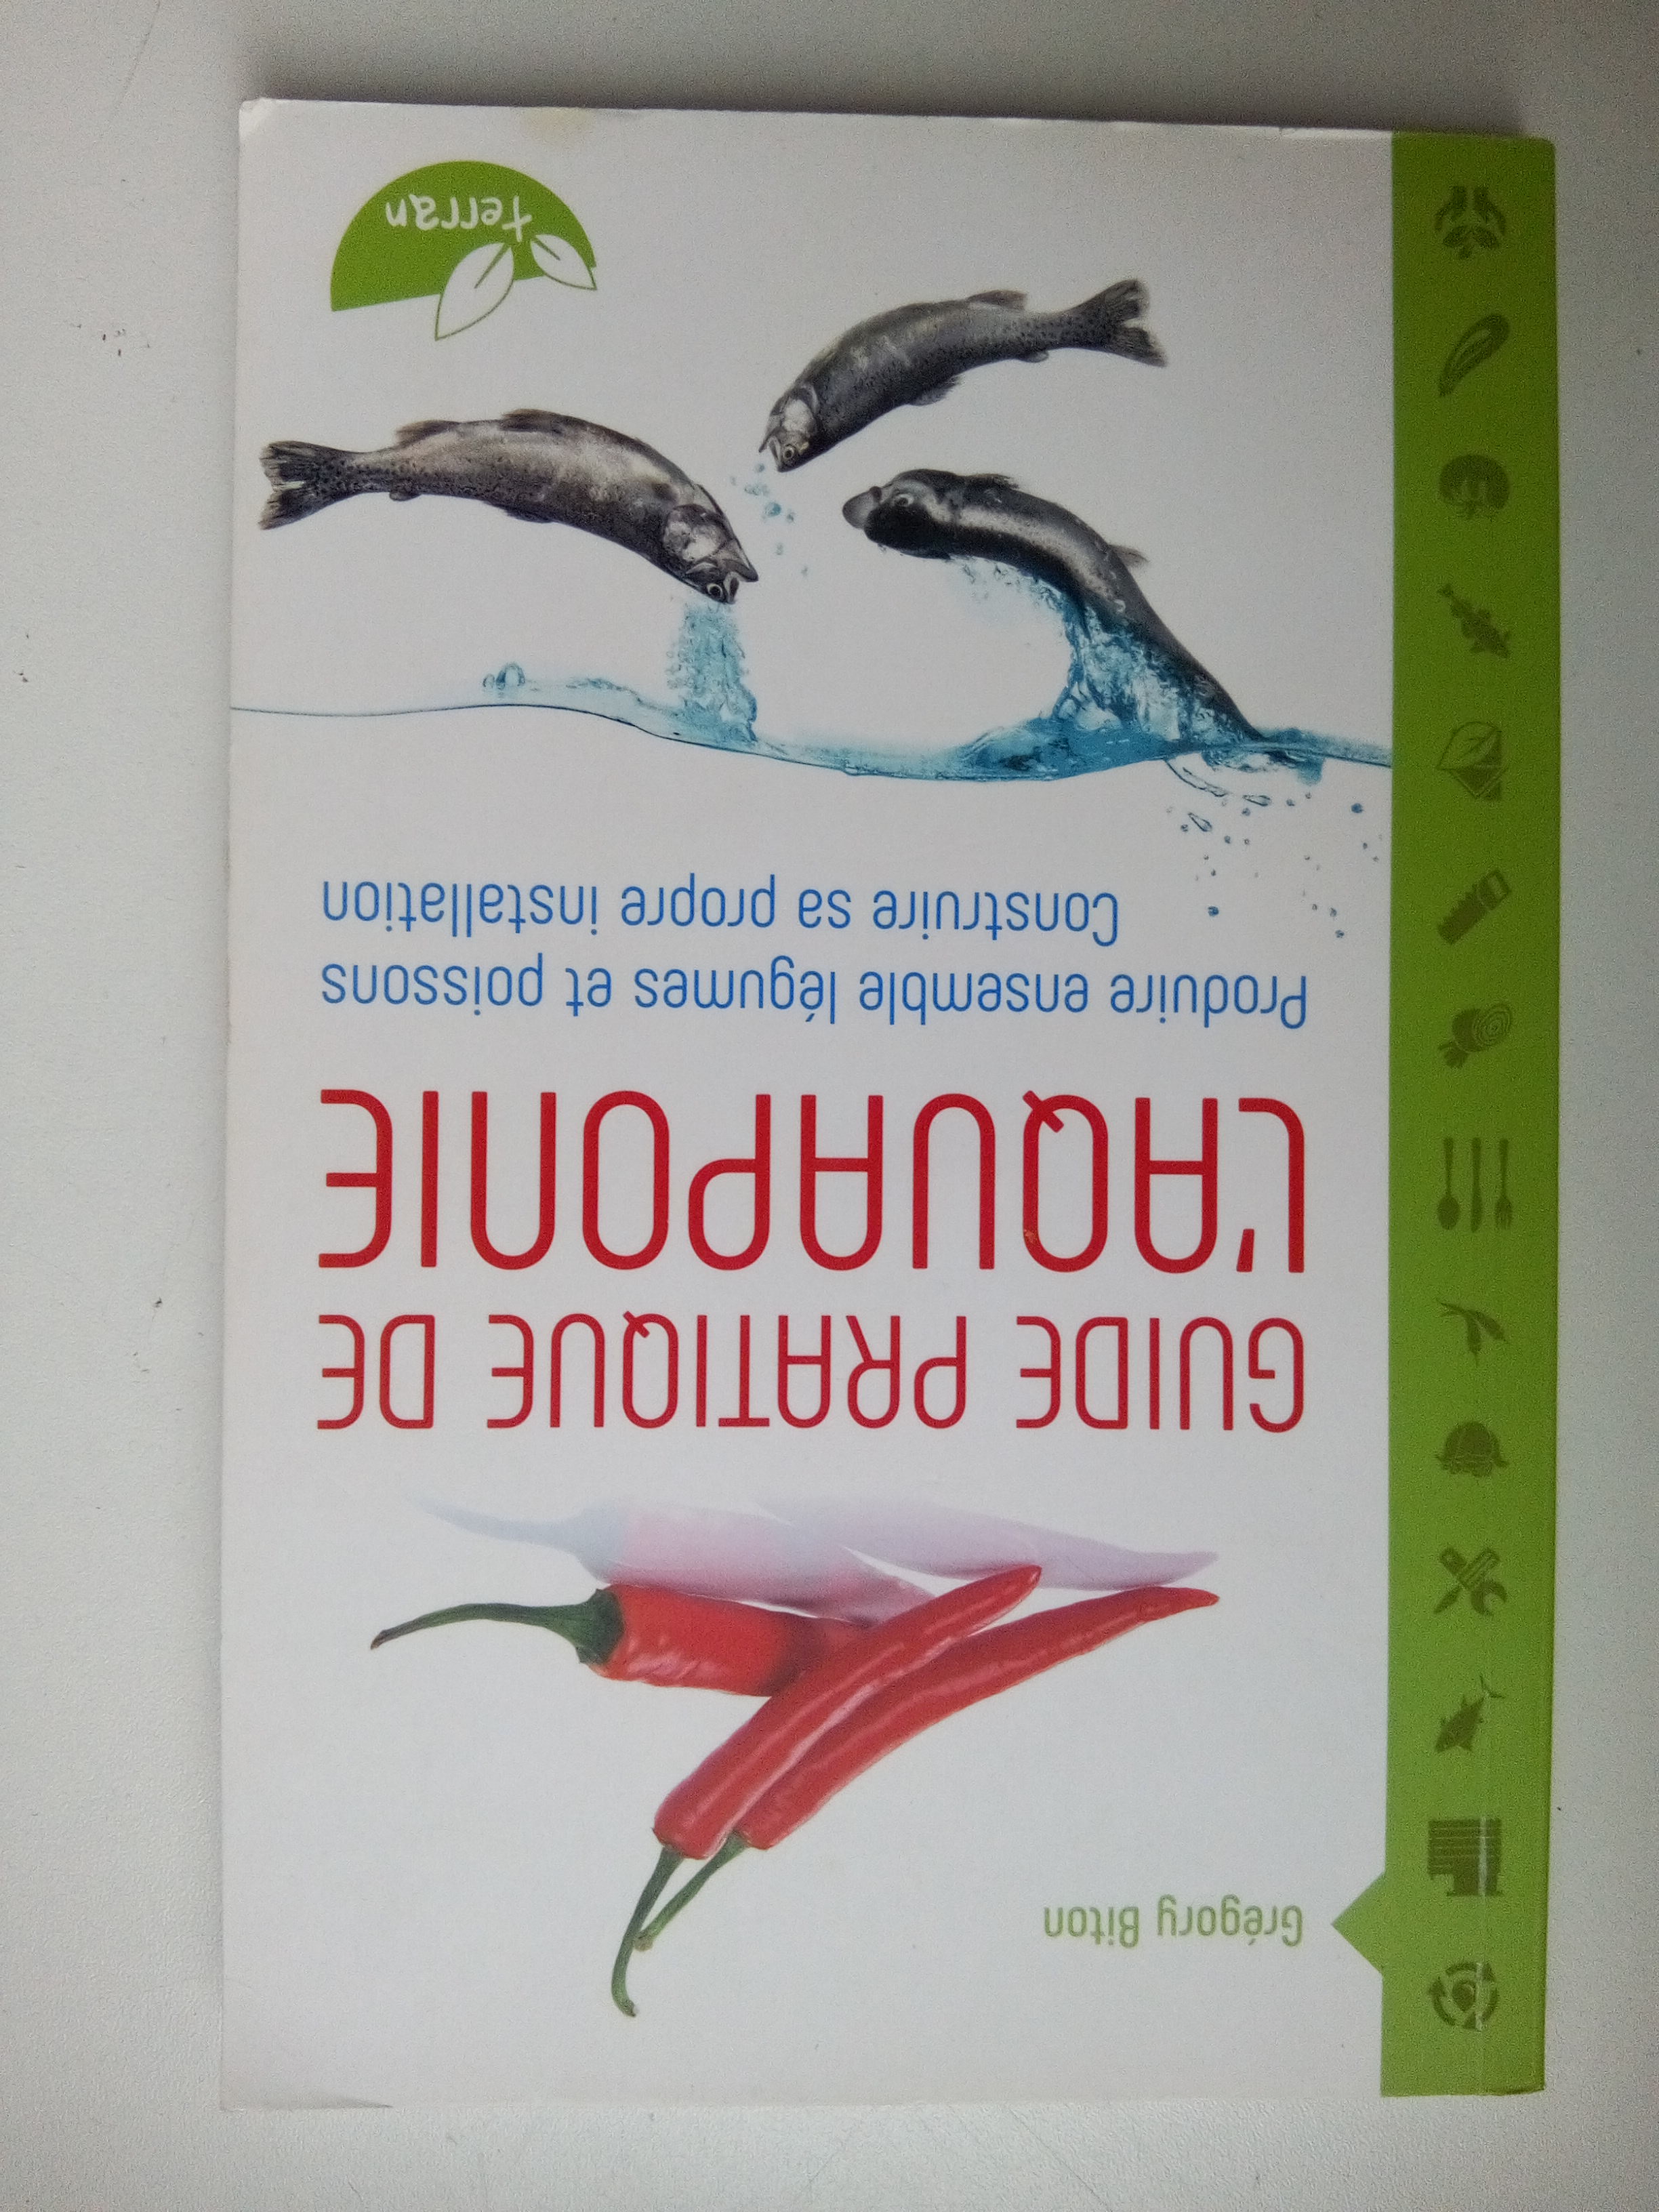 Grégory Biton
GUIDE PRATIQUE DE
L'AQUAPONIE
Produire ensemble légumes et poissons
Construire sa propre installation
terran